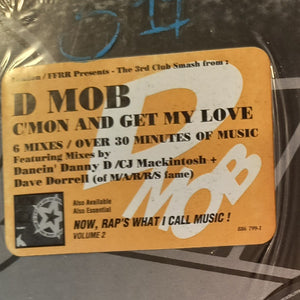 London / FFRR Presents - The 3rd Club Smash from :
D MOB
C'MON AND GET MY LOVE
6 MIXES / OVER 30 MINUTES OF MUSIC
Featuring Mixes by
Dancin' Danny D /CJ Mackintosh +
Dave Dorrell (of M/A/R/R/S fame)
D
MOB
Also Available
Also Essential
NOW, RAP'S WHAT I CALL MUSIC !
VOLUME 2
886 799-1